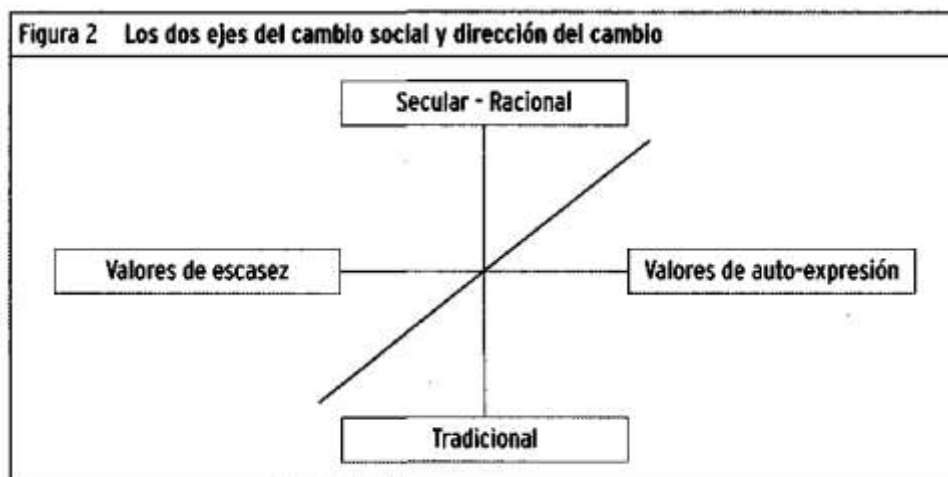 Figura 2 Los dos ejes del cambio social y dirección del cambio
Secular - Racional
Valores de escasez
Valores de auto-expresión
Tradicional